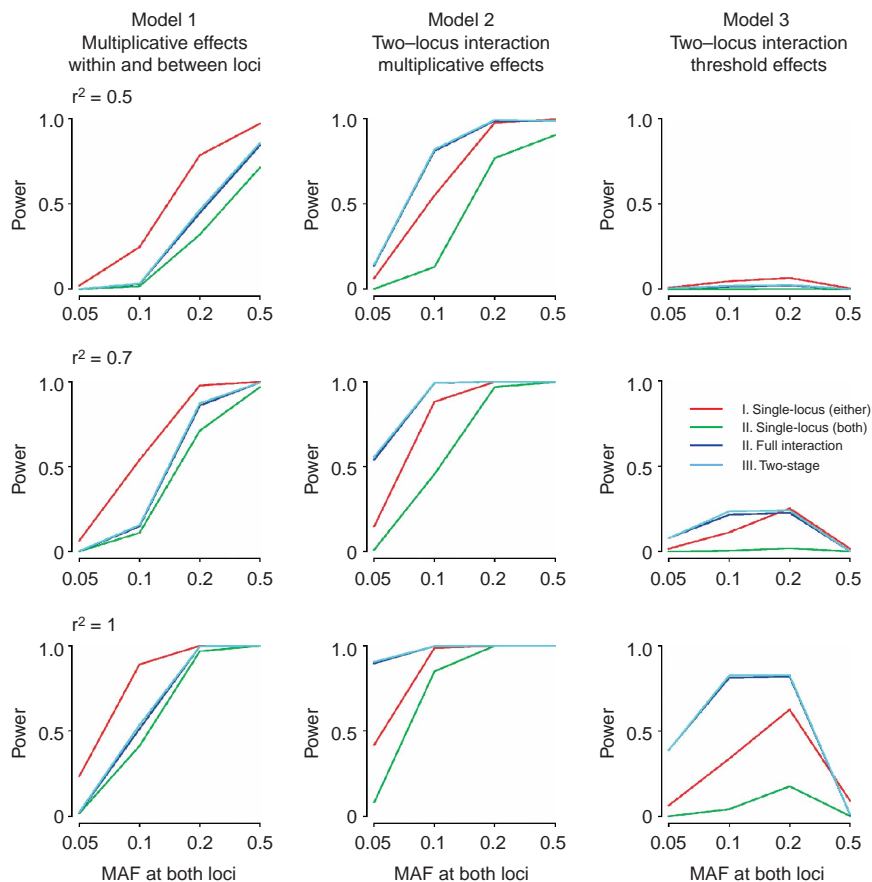 Model 1
Multiplicative effects
within and between loci
Model 2
Two–locus interaction
multiplicative effects
Model 3
Two–locus interaction
threshold effects
r² = 0.5
Power
1.0
0.5
0
0.05 0.1 0.2 0.5
Power
1.0
0.5
0
0.05 0.1 0.2 0.5
Power
1.0
0.5
0
0.05 0.1 0.2 0.5
r² = 0.7
Power
1.0
0.5
0
0.05 0.1 0.2 0.5
Power
1.0
0.5
0
0.05 0.1 0.2 0.5
Power
1.0
0.5
0
0.05 0.1 0.2 0.5
I. Single-locus (either)
II. Single-locus (both)
II. Full interaction
III. Two-stage
r² = 1
Power
1.0
0.5
0
0.05 0.1 0.2 0.5
MAF at both loci
Power
1.0
0.5
0
0.05 0.1 0.2 0.5
MAF at both loci
Power
1.0
0.5
0
0.05 0.1 0.2 0.5
MAF at both loci